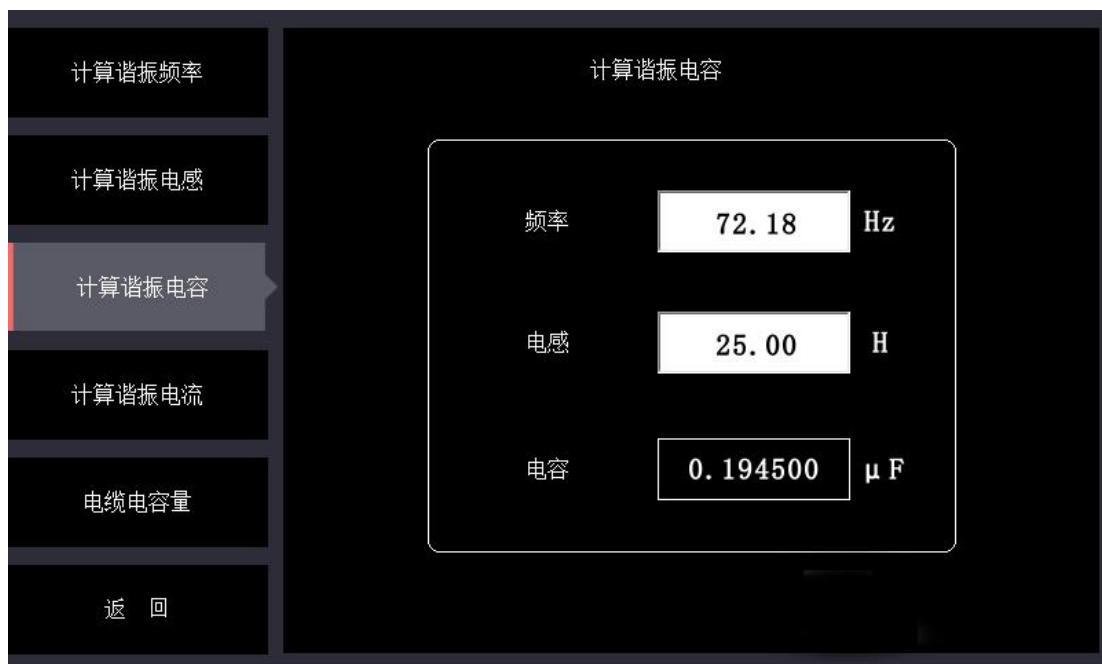 计算谐振频率
计算谐振电感
计算谐振电容
计算谐振电流
电缆电容量
返 回
计算谐振电容
频率 72.18 Hz
电感 25.00 H
电容 0.194500 μF